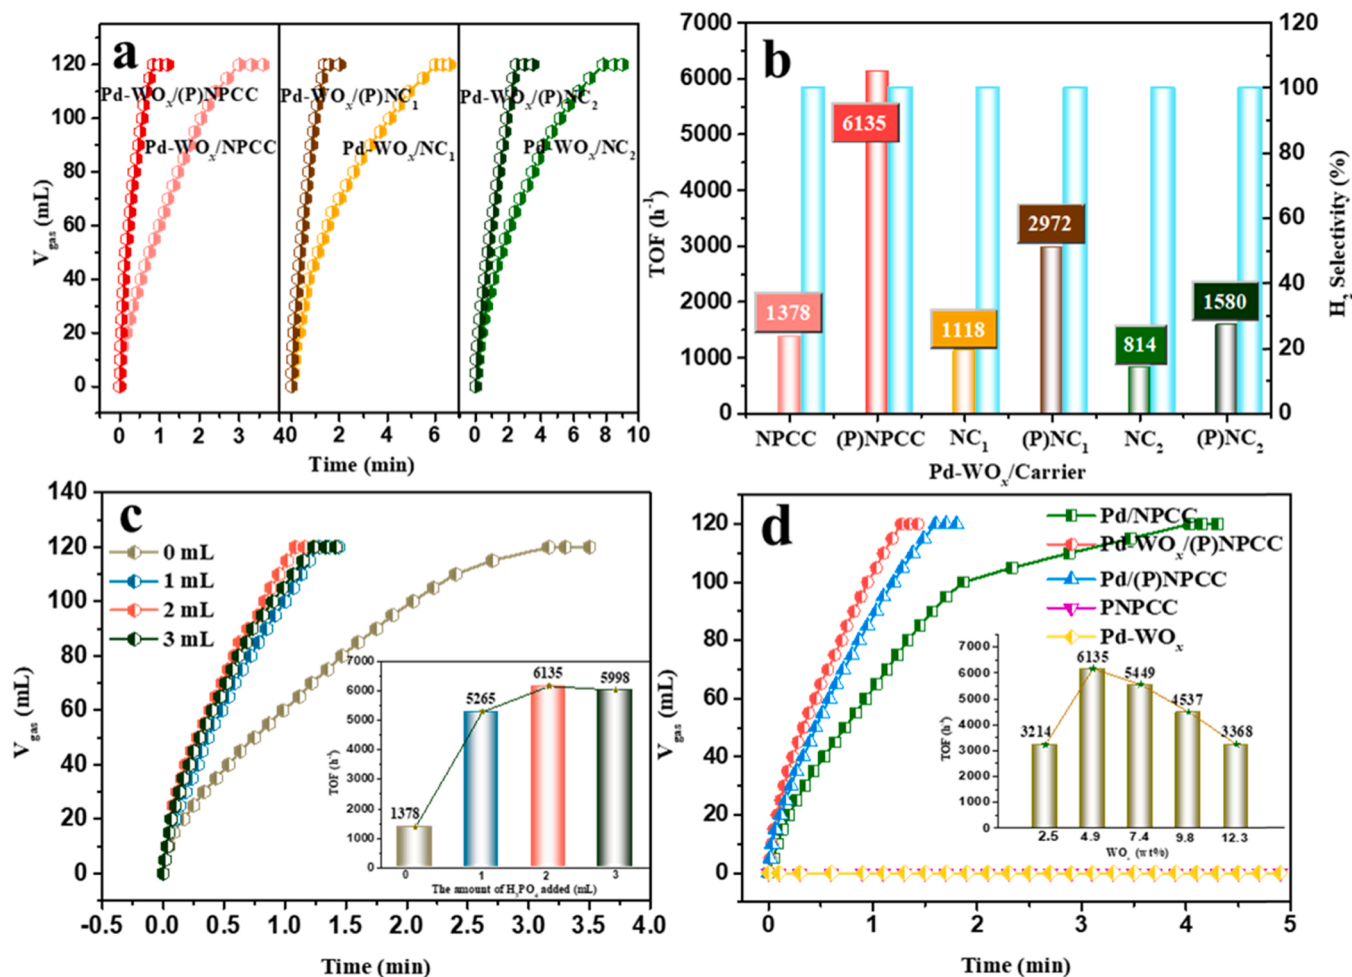 a
V gas (mL)
120
100
80
60
40
20
0
Pd-WOx/(P)NPCC
Pd-WOx/NPCC
Pd-WOx/(P)NC1
Pd-WOx/NC1
Pd-WOx/(P)NC2
Pd-WOx/NC2
0 1 2 3 4 0 2 4 6 0 2 4 6 8 10
Time (min)
b
TOF (h-1)
7000
6000
5000
4000
3000
2000
1000
0
1378
6135
1118
2972
814
1580
120
100
80
60
40
20
0
H2 Selectivity (%)
NPCC (P)NPCC NC1 (P)NC1 NC2 (P)NC2
Pd-WOx/Carrier
c
V gas (mL)
140
120
100
80
60
40
20
0
0 mL
1 mL
2 mL
3 mL
TOF (h-1)
7000
6000
5000
4000
3000
2000
1000
0
1378
5265
6135
5998
0 1 2 3
The amount of H3PO4 added (mL)
-0.5 0.0 0.5 1.0 1.5 2.0 2.5 3.0 3.5 4.0
Time (min)
d
V gas (mL)
120
100
80
60
40
20
0
Pd/NPCC
Pd-WOx/(P)NPCC
Pd/(P)NPCC
PNPCC
Pd-WOx
TOF (h-1)
7000
6000
5000
4000
3000
2000
1000
0
3214
6135
5449
4537
3368
2.5 4.9 7.4 9.8 12.3
WOx (wt%)
0 1 2 3 4 5
Time (min)